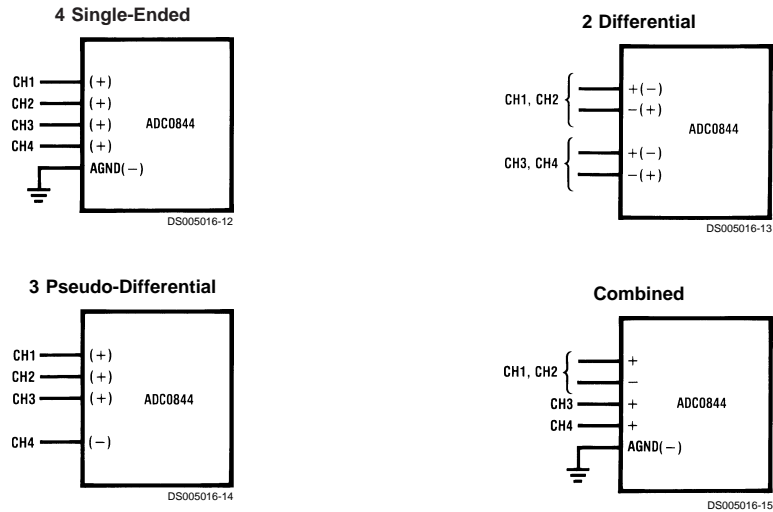 4 Single-Ended
CH1 (+)
CH2 (+)
CH3 (+)
CH4 (+)
AGND(−)
ADC0844
DS005016-12
2 Differential
CH1, CH2
+(−)
−(+)
CH3, CH4
+(−)
−(+)
ADC0844
DS005016-13
3 Pseudo-Differential
CH1 (+)
CH2 (+)
CH3 (+)
CH4 (−)
ADC0844
DS005016-14
Combined
CH1, CH2
+
−
CH3 +
CH4 +
AGND(−)
ADC0844
DS005016-15